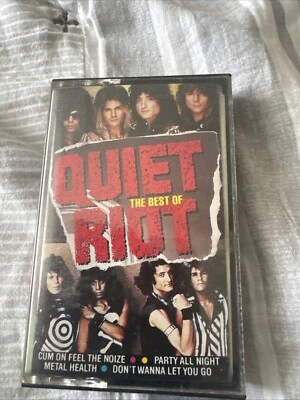 QUIET
THE BEST OF
RIOT
CUM ON FEEL THE NOIZE • PARTY ALL NIGHT
METAL HEALTH • DON'T WANNA LET YOU GO